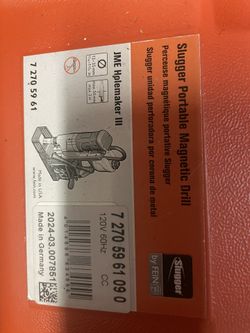 Slugger Portable Magnetic Drill
Perceuse magnétique portative Slugger
Slugger unidad perforadora por corona de metal
JME Holemaker III
7 270 59 61
Slugger
by FEIN
7 270 59 61 09 0
120V 60Hz
CC
2024-03.007851
Made in Germany